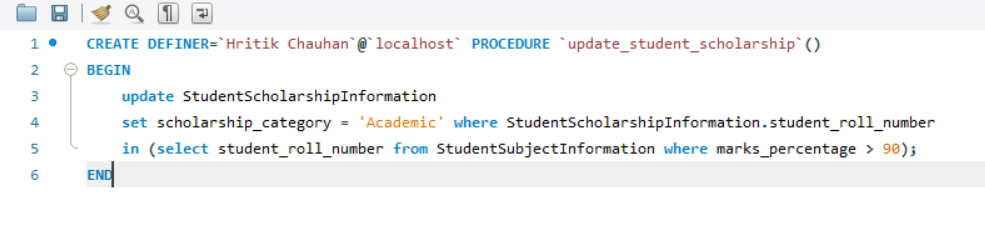 1 CREATE DEFINER=`Hritik Chauhan`@`localhost` PROCEDURE `update_student_scholarship`()
2 BEGIN
3 update StudentScholarshipInformation
4 set scholarship_category = 'Academic' where StudentScholarshipInformation.student_roll_number
5 in (select student_roll_number from StudentSubjectInformation where marks_percentage > 90);
6 END